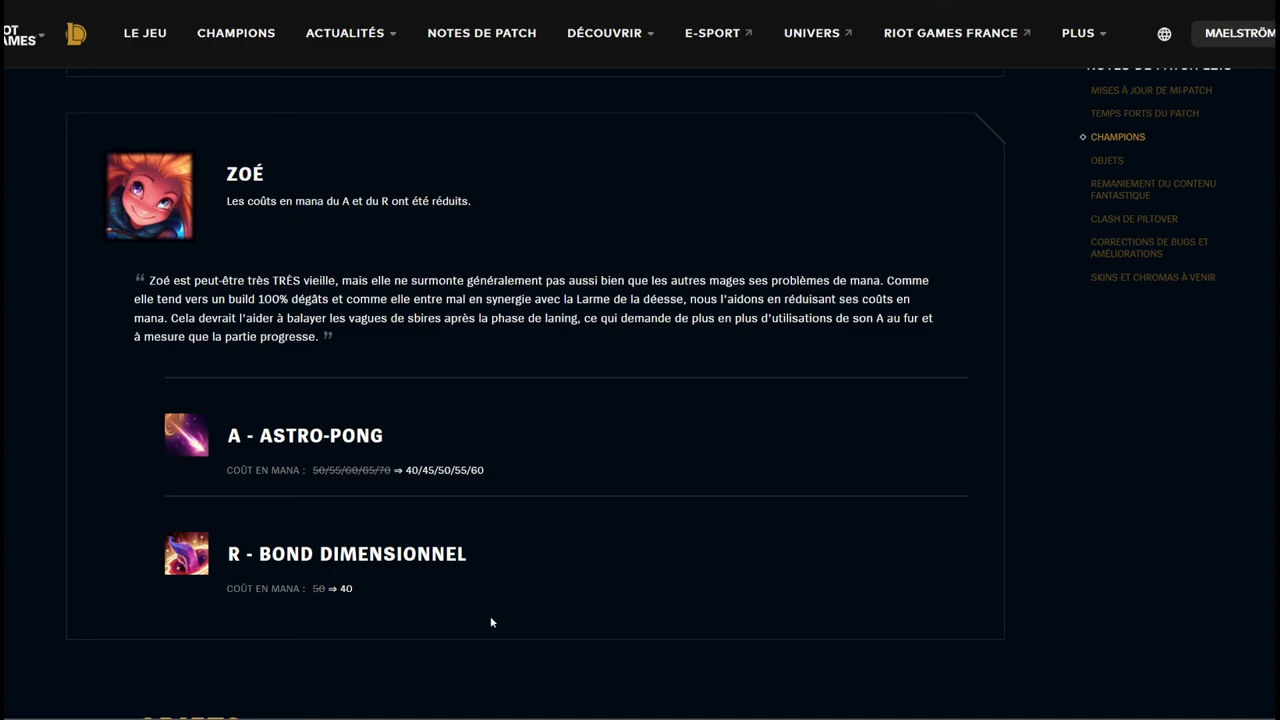 LE JEU CHAMPIONS ACTUALITÉS NOTES DE PATCH DÉCOUVRIR E-SPORT UNIVERS RIOT GAMES FRANCE PLUS MAELSTRÖM
MISES À JOUR DE MI-PATCH
TEMPS FORTS DU PATCH
CHAMPIONS
OBJETS
REMANIEMENT DU CONTENU
FANTASTIQUE
CLASH DE PILTOVER
CORRECTIONS DE BUGS ET
AMÉLIORATIONS
SKINS ET CHROMAS À VENIR
ZOÉ
Les coûts en mana du A et du R ont été réduits.
“ Zoé est peut-être très TRÈS vieille, mais elle ne surmonte généralement pas aussi bien que les autres mages ses problèmes de mana. Comme
elle tend vers un build 100% dégâts et comme elle entre mal en synergie avec la Larme de la déesse, nous l'aidons en réduisant ses coûts en
mana. Cela devrait l'aider à balayer les vagues de sbires après la phase de laning, ce qui demande de plus en plus d'utilisations de son A au fur et
à mesure que la partie progresse. ”
A - ASTRO-PONG
COÛT EN MANA : 50/55/60/65/70 ⇒ 40/45/50/55/60
R - BOND DIMENSIONNEL
COÛT EN MANA : 50 ⇒ 40